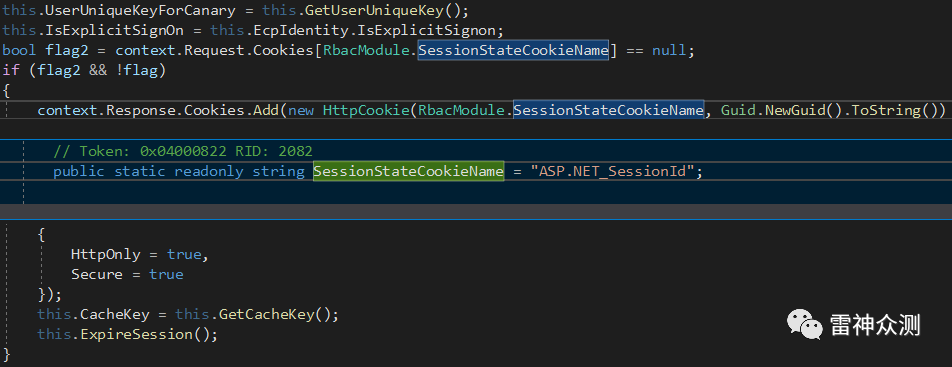 this.UserUniqueKeyForCanary = this.GetUserUniqueKey();
this.IsExplicitSignOn = this.EcpIdentity.IsExplicitSignon;
bool flag2 = context.Request.Cookies[RbacModule.SessionStateCookieName] == null;
if (flag2 && !flag)
{
context.Response.Cookies.Add(new HttpCookie(RbacModule.SessionStateCookieName, Guid.NewGuid().ToString())
// Token: 0x04000822 RID: 2082
public static readonly string SessionStateCookieName = "ASP.NET_SessionId";
{
HttpOnly = true,
Secure = true
});
this.CacheKey = this.GetCacheKey();
this.ExpireSession();
}
雷神众测